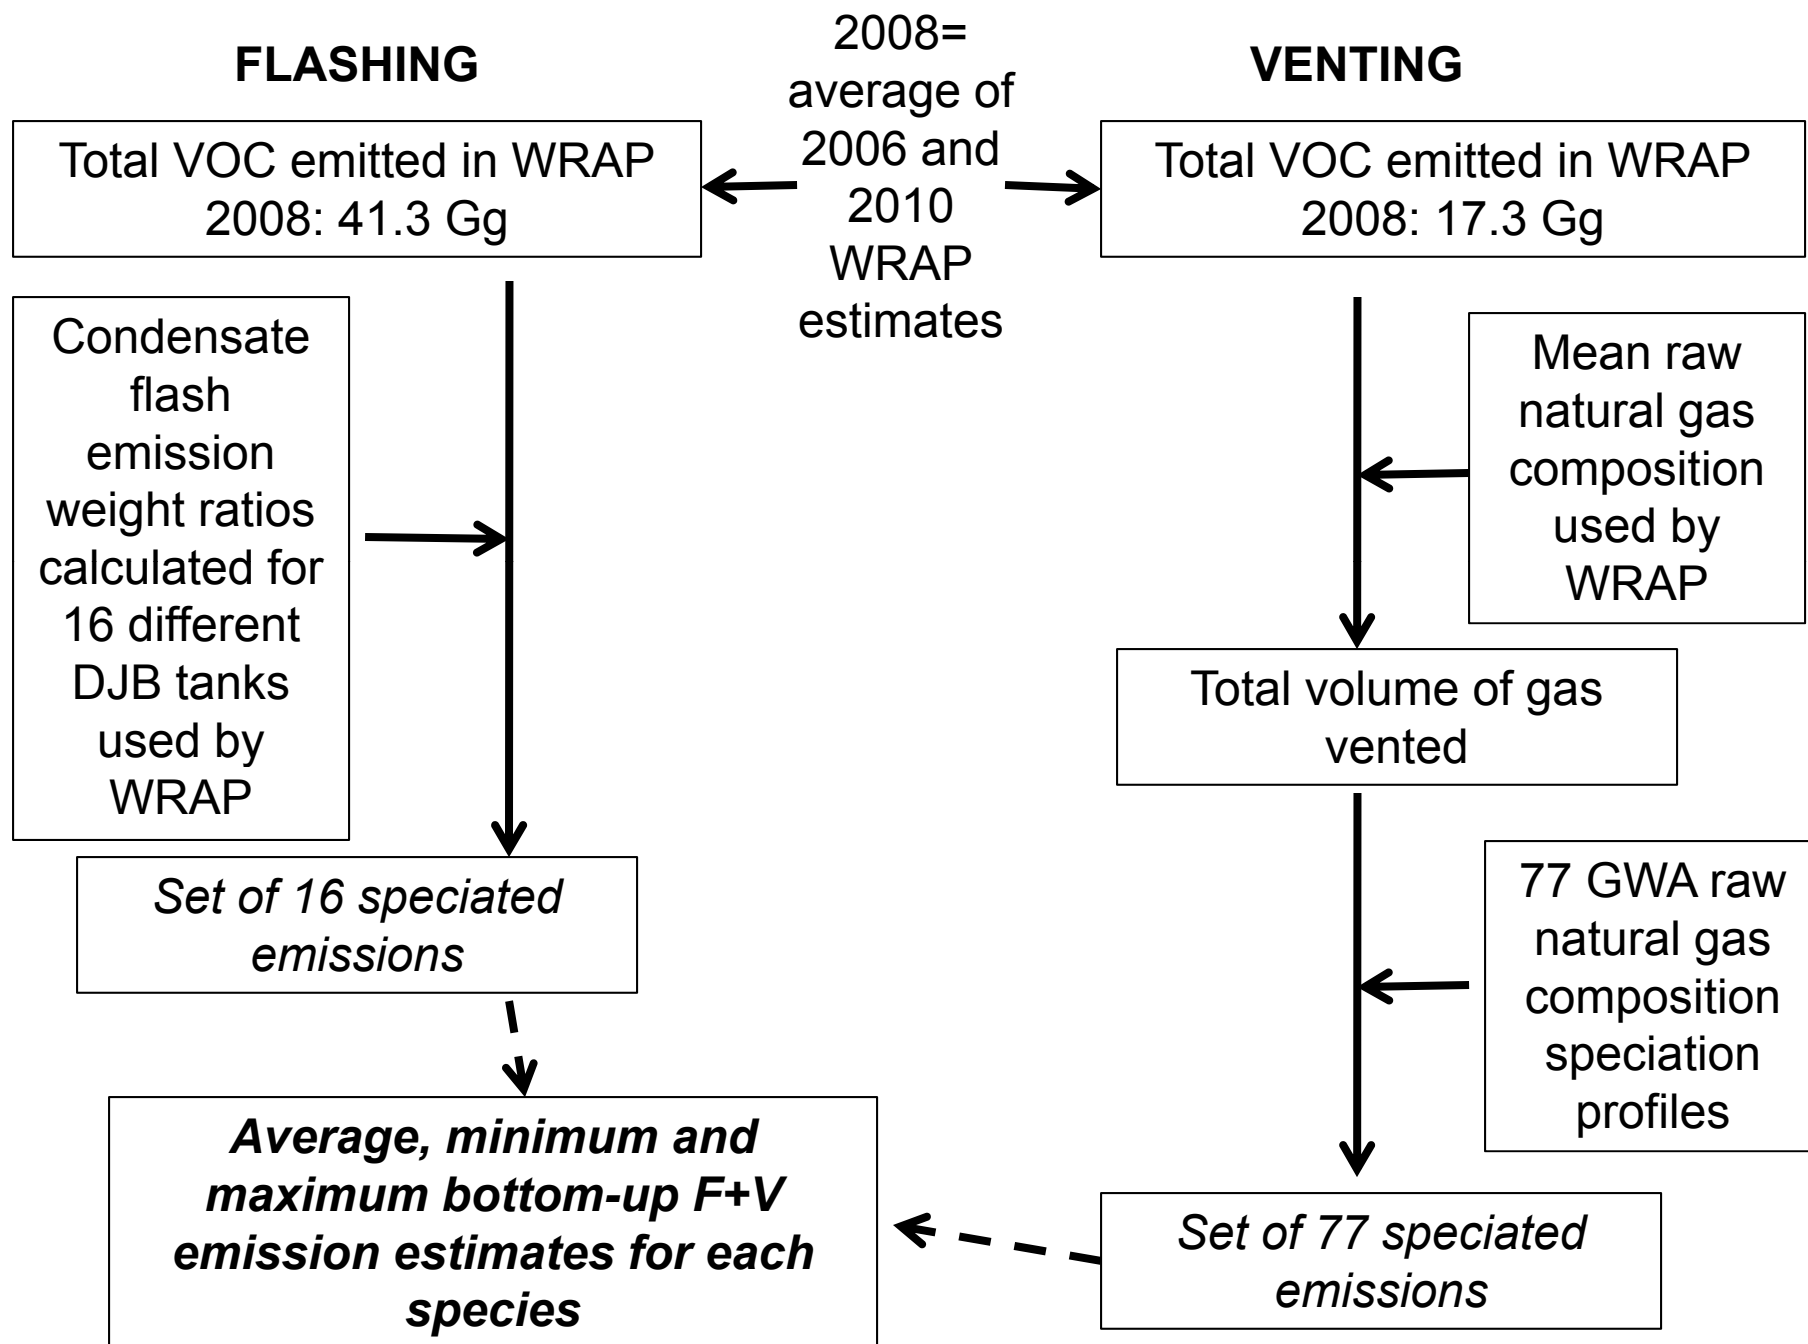 FLASHING
2008=
average of
2006 and
2010
WRAP
estimates
VENTING
Total VOC emitted in WRAP
2008: 41.3 Gg
Total VOC emitted in WRAP
2008: 17.3 Gg
Condensate
flash
emission
weight ratios
calculated for
16 different
DJB tanks
used by
WRAP
Mean raw
natural gas
composition
used by
WRAP
Total volume of gas
vented
Set of 16 speciated
emissions
77 GWA raw
natural gas
composition
speciation
profiles
Average, minimum and
maximum bottom-up F+V
emission estimates for each
species
Set of 77 speciated
emissions